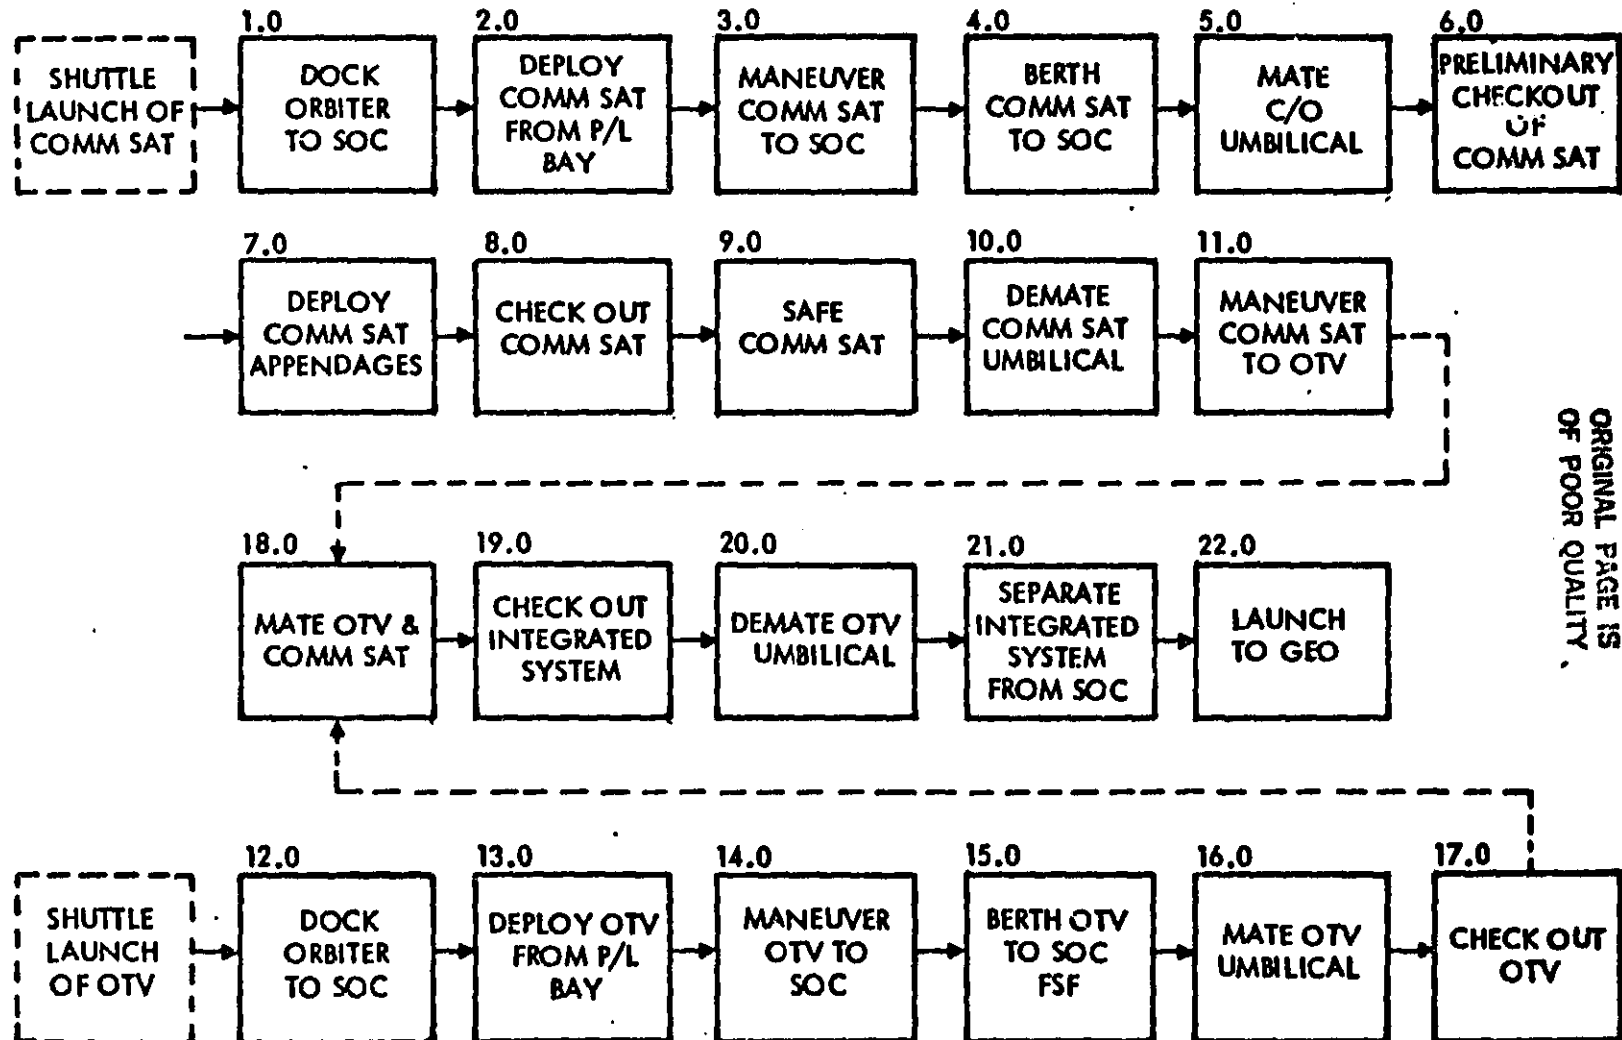 1.0
SHUTTLE
LAUNCH OF
COMM SAT
DOCK
ORBITER
TO SOC
2.0
DEPLOY
COMM SAT
FROM P/L
BAY
3.0
MANEUVER
COMM SAT
TO SOC
4.0
BERTH
COMM SAT
TO SOC
5.0
MATE
C/O
UMBILICAL
6.0
PRELIMINARY
CHECKOUT
OF
COMM SAT
7.0
DEPLOY
COMM SAT
APPENDAGES
8.0
CHECK OUT
COMM SAT
9.0
SAFE
COMM SAT
10.0
DEMATE
COMM SAT
UMBILICAL
11.0
MANEUVER
COMM SAT
TO OTV
ORIGINAL PAGE IS
OF POOR QUALITY
18.0
MATE OTV &
COMM SAT
19.0
CHECK OUT
INTEGRATED
SYSTEM
20.0
DEMATE OTV
UMBILICAL
21.0
SEPARATE
INTEGRATED
SYSTEM
FROM SOC
22.0
LAUNCH
TO GEO
SHUTTLE
LAUNCH
OF OTV
12.0
DOCK
ORBITER
TO SOC
13.0
DEPLOY OTV
FROM P/L
BAY
14.0
MANEUVER
OTV TO
SOC
15.0
BERTH OTV
TO SOC
FSF
16.0
MATE OTV
UMBILICAL
17.0
CHECK OUT
OTV